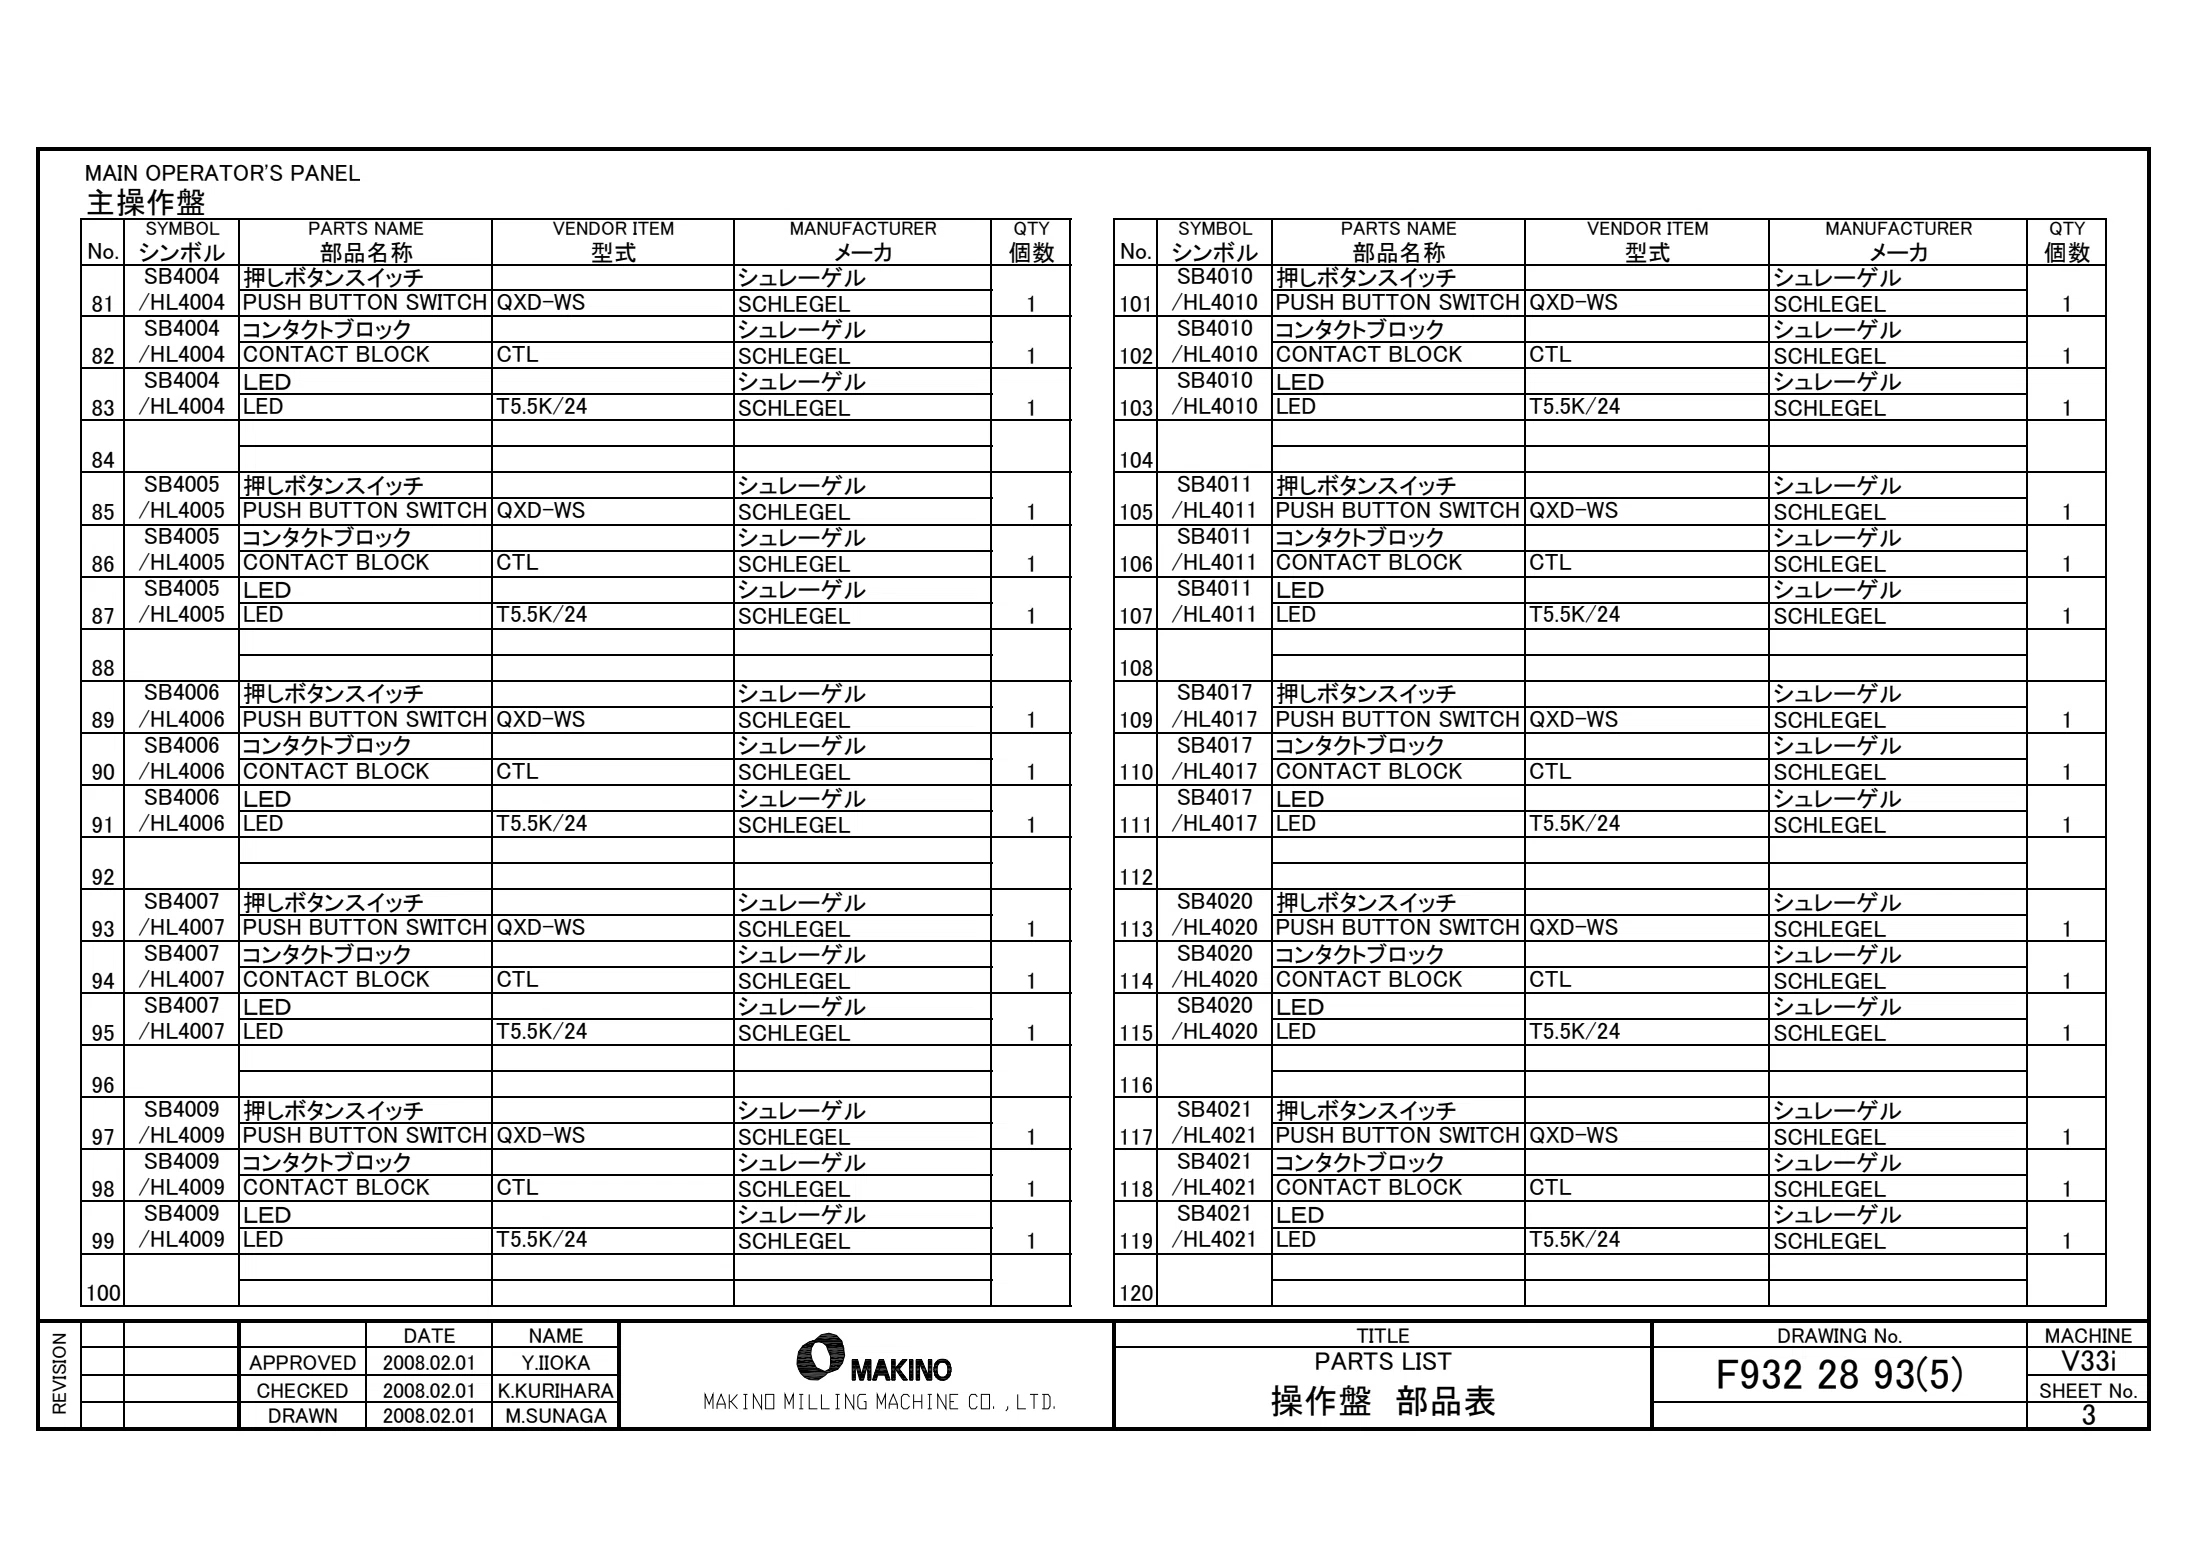 MAIN OPERATOR'S PANEL
主操作盤
SYMBOL PARTS NAME VENDOR ITEM MANUFACTURER QTY
No. シンボル 部品名称 型式 メーカ 個数
SB4004 押しボタンスイッチ シュレーゲル
81 /HL4004 PUSH BUTTON SWITCH QXD-WS SCHLEGEL 1
SB4004 コンタクトブロック シュレーゲル
82 /HL4004 CONTACT BLOCK CTL SCHLEGEL 1
SB4004 LED シュレーゲル
83 /HL4004 LED T5.5K/24 SCHLEGEL 1
84
SB4005 押しボタンスイッチ シュレーゲル
85 /HL4005 PUSH BUTTON SWITCH QXD-WS SCHLEGEL 1
SB4005 コンタクトブロック シュレーゲル
86 /HL4005 CONTACT BLOCK CTL SCHLEGEL 1
SB4005 LED シュレーゲル
87 /HL4005 LED T5.5K/24 SCHLEGEL 1
88
SB4006 押しボタンスイッチ シュレーゲル
89 /HL4006 PUSH BUTTON SWITCH QXD-WS SCHLEGEL 1
SB4006 コンタクトブロック シュレーゲル
90 /HL4006 CONTACT BLOCK CTL SCHLEGEL 1
SB4006 LED シュレーゲル
91 /HL4006 LED T5.5K/24 SCHLEGEL 1
92
SB4007 押しボタンスイッチ シュレーゲル
93 /HL4007 PUSH BUTTON SWITCH QXD-WS SCHLEGEL 1
SB4007 コンタクトブロック シュレーゲル
94 /HL4007 CONTACT BLOCK CTL SCHLEGEL 1
SB4007 LED シュレーゲル
95 /HL4007 LED T5.5K/24 SCHLEGEL 1
96
SB4009 押しボタンスイッチ シュレーゲル
97 /HL4009 PUSH BUTTON SWITCH QXD-WS SCHLEGEL 1
SB4009 コンタクトブロック シュレーゲル
98 /HL4009 CONTACT BLOCK CTL SCHLEGEL 1
SB4009 LED シュレーゲル
99 /HL4009 LED T5.5K/24 SCHLEGEL 1
100
SYMBOL PARTS NAME VENDOR ITEM MANUFACTURER QTY
No. シンボル 部品名称 型式 メーカ 個数
SB4010 押しボタンスイッチ シュレーゲル
101 /HL4010 PUSH BUTTON SWITCH QXD-WS SCHLEGEL 1
SB4010 コンタクトブロック シュレーゲル
102 /HL4010 CONTACT BLOCK CTL SCHLEGEL 1
SB4010 LED シュレーゲル
103 /HL4010 LED T5.5K/24 SCHLEGEL 1
104
SB4011 押しボタンスイッチ シュレーゲル
105 /HL4011 PUSH BUTTON SWITCH QXD-WS SCHLEGEL 1
SB4011 コンタクトブロック シュレーゲル
106 /HL4011 CONTACT BLOCK CTL SCHLEGEL 1
SB4011 LED シュレーゲル
107 /HL4011 LED T5.5K/24 SCHLEGEL 1
108
SB4017 押しボタンスイッチ シュレーゲル
109 /HL4017 PUSH BUTTON SWITCH QXD-WS SCHLEGEL 1
SB4017 コンタクトブロック シュレーゲル
110 /HL4017 CONTACT BLOCK CTL SCHLEGEL 1
SB4017 LED シュレーゲル
111 /HL4017 LED T5.5K/24 SCHLEGEL 1
112
SB4020 押しボタンスイッチ シュレーゲル
113 /HL4020 PUSH BUTTON SWITCH QXD-WS SCHLEGEL 1
SB4020 コンタクトブロック シュレーゲル
114 /HL4020 CONTACT BLOCK CTL SCHLEGEL 1
SB4020 LED シュレーゲル
115 /HL4020 LED T5.5K/24 SCHLEGEL 1
116
SB4021 押しボタンスイッチ シュレーゲル
117 /HL4021 PUSH BUTTON SWITCH QXD-WS SCHLEGEL 1
SB4021 コンタクトブロック シュレーゲル
118 /HL4021 CONTACT BLOCK CTL SCHLEGEL 1
SB4021 LED シュレーゲル
119 /HL4021 LED T5.5K/24 SCHLEGEL 1
120
REVISION
DATE NAME
APPROVED 2008.02.01 Y.IIOKA
CHECKED 2008.02.01 K.KURIHARA
DRAWN 2008.02.01 M.SUNAGA
MAKINO
MAKINO MILLING MACHINE CO. , LTD.
TITLE
PARTS LIST
操作盤 部品表
DRAWING No.
F932 28 93(5)
MACHINE
V33i
SHEET No.
3